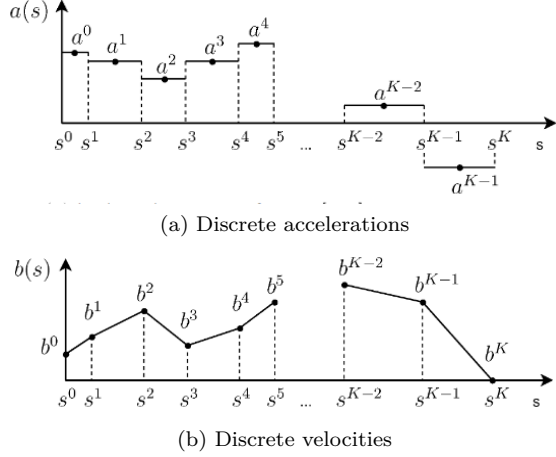 a(s)
a^0 a^1 a^2 a^3 a^4 a^{K-2} a^{K-1}
s^0 s^1 s^2 s^3 s^4 s^5 ... s^{K-2} s^{K-1} s^K s
(a) Discrete accelerations
b(s)
b^0 b^1 b^2 b^3 b^4 b^5 b^{K-2} b^{K-1} b^K
s^0 s^1 s^2 s^3 s^4 s^5 ... s^{K-2} s^{K-1} s^K s
(b) Discrete velocities